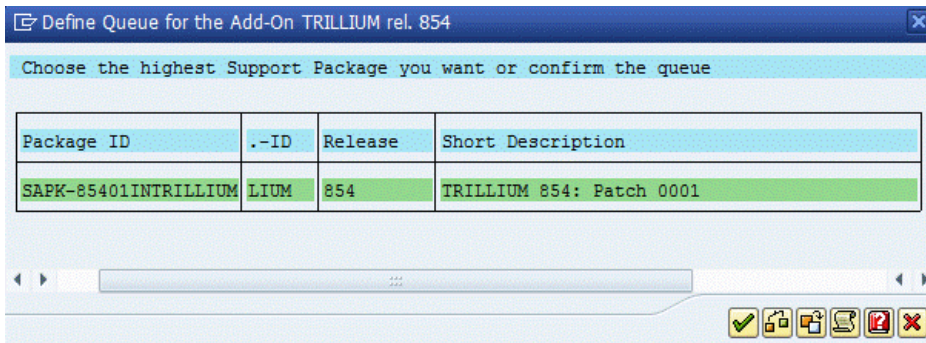 Define Queue for the Add-On TRILLIUM rel. 854
Choose the highest Support Package you want or confirm the queue
Package ID .-ID Release Short Description
SAPK-85401INTRILLIUM LIUM 854 TRILLIUM 854: Patch 0001